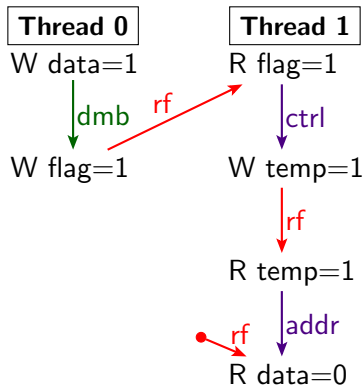 Thread 0
Thread 1
W data=1
R flag=1
dmb
rf
ctrl
W flag=1
W temp=1
rf
R temp=1
rf
addr
R data=0